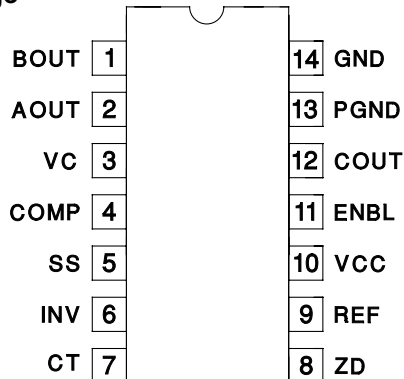 BOUT 1 14 GND
AOUT 2 13 PGND
VC 3 12 COUT
COMP 4 11 ENBL
SS 5 10 VCC
INV 6 9 REF
CT 7 8 ZD